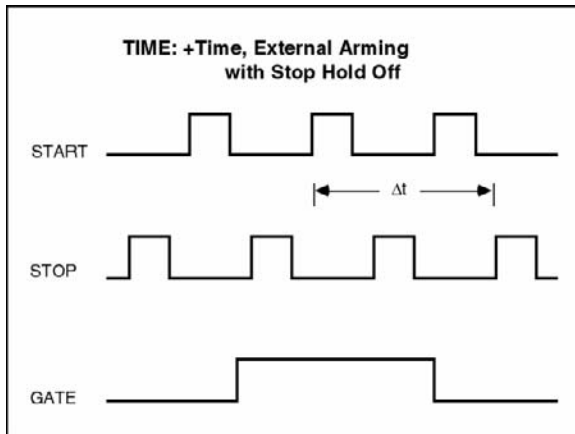 TIME: +Time, External Arming
with Stop Hold Off
START
Δt
STOP
GATE